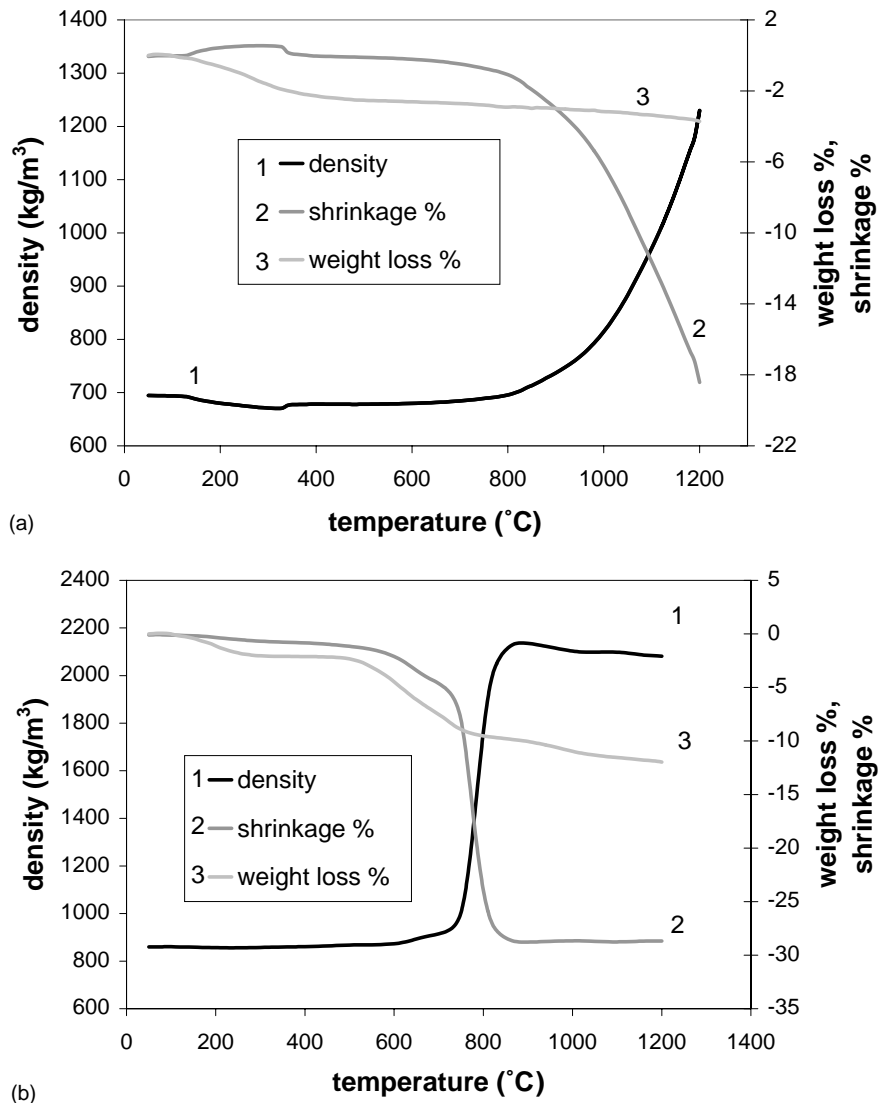 1400
1300
1200
1100
1000
900
800
700
600
density (kg/m3)
2
-2
-6
-10
-14
-18
-22
weight loss %,
shrinkage %
1 density
2 shrinkage %
3 weight loss %
1
2
3
0 200 400 600 800 1000 1200
temperature (˚C)
(a)
2400
2200
2000
1800
1600
1400
1200
1000
800
600
density (kg/m3)
5
0
-5
-10
-15
-20
-25
-30
-35
weight loss %,
shrinkage %
1 density
2 shrinkage %
3 weight loss %
1
3
2
0 200 400 600 800 1000 1200 1400
temperature (˚C)
(b)